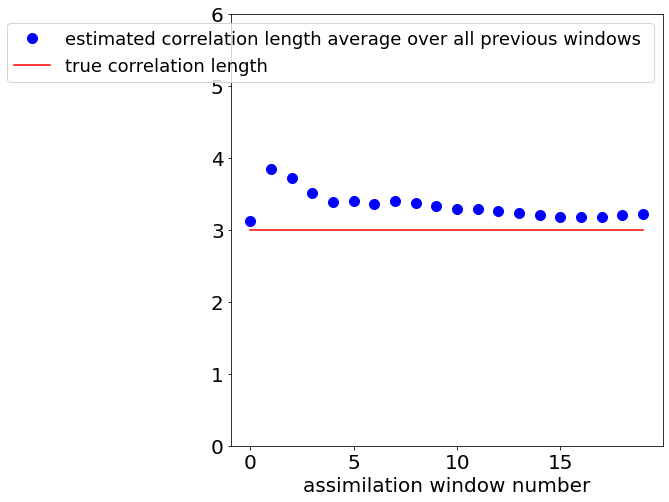 6
estimated correlation length average over all previous windows
true correlation length
5
4
3
2
1
0
0 5 10 15
assimilation window number